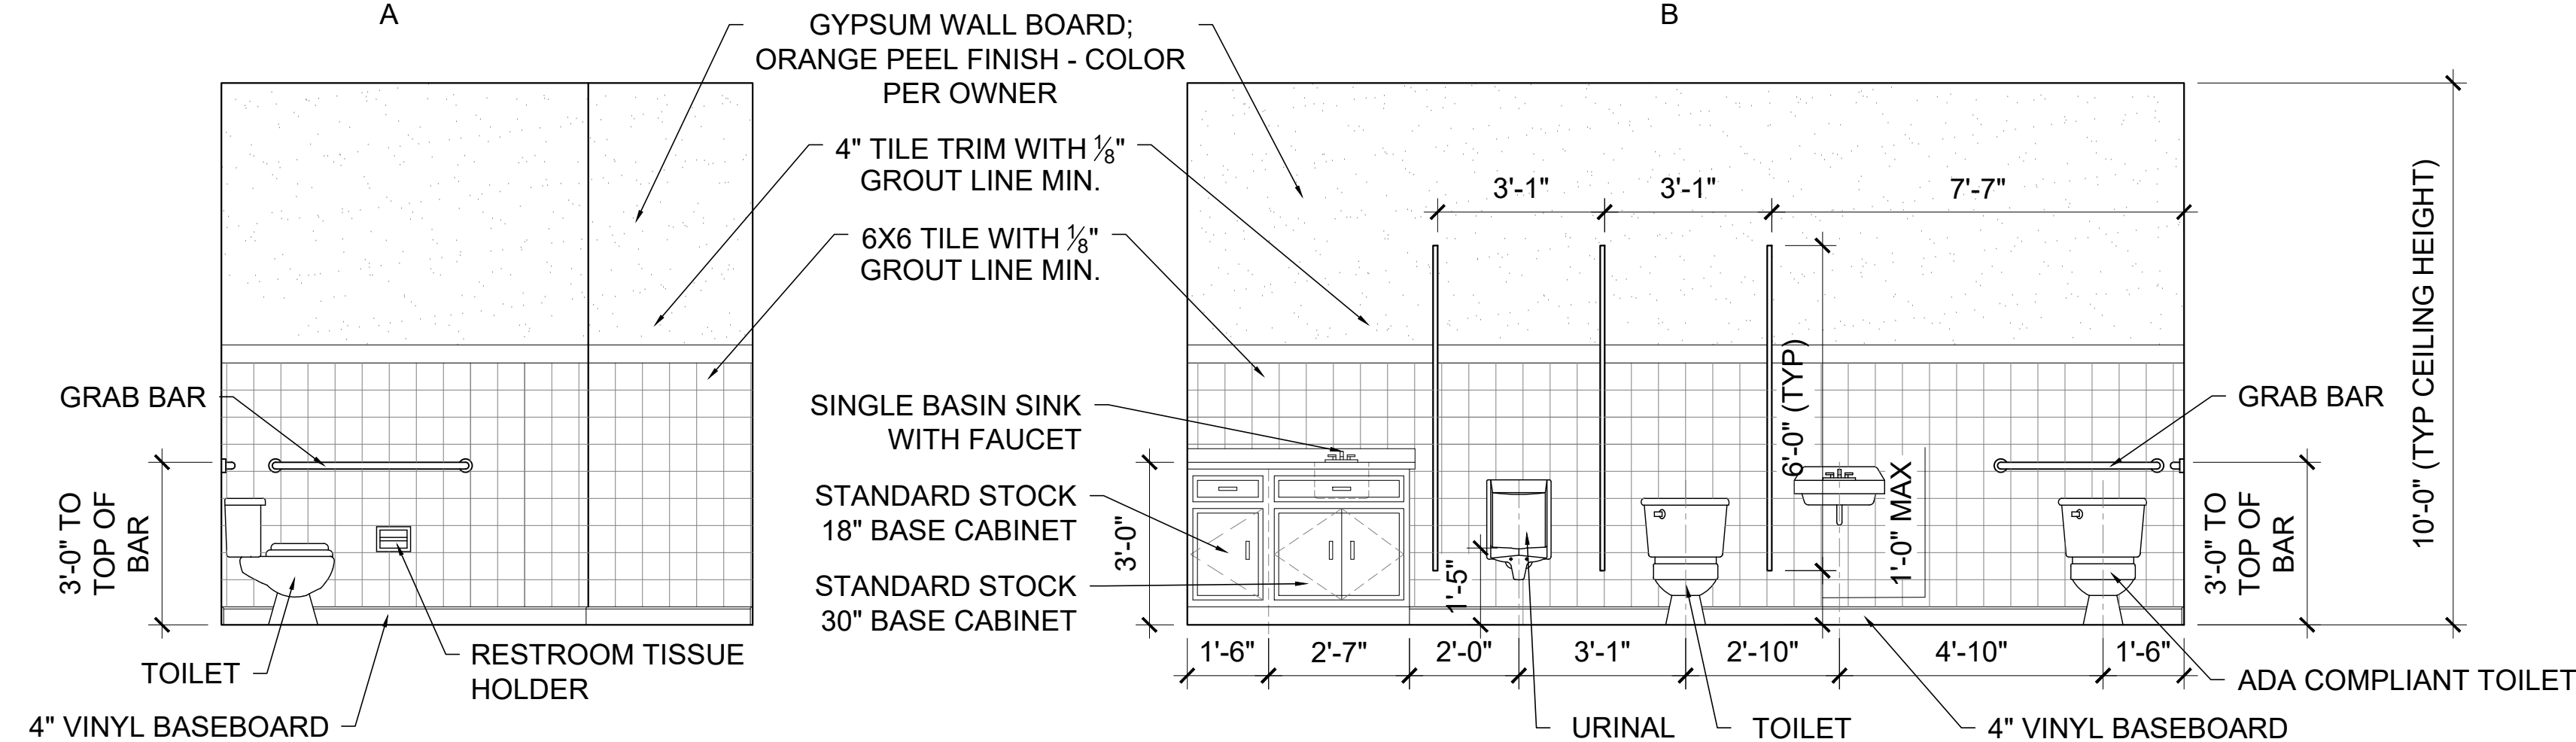 A
B
GYPSUM WALL BOARD;
ORANGE PEEL FINISH - COLOR
PER OWNER
4" TILE TRIM WITH ⅛"
GROUT LINE MIN.
6X6 TILE WITH ⅛"
GROUT LINE MIN.
3'-1"
3'-1"
7'-7"
GRAB BAR
SINGLE BASIN SINK
WITH FAUCET
STANDARD STOCK
18" BASE CABINET
STANDARD STOCK
30" BASE CABINET
3'-0" TO
TOP OF
BAR
3'-0"
1'-5"
6'-0" (TYP)
1'-0" MAX
GRAB BAR
3'-0" TO
TOP OF
BAR
10'-0" (TYP CEILING HEIGHT)
1'-6"
2'-7"
2'-0"
3'-1"
2'-10"
4'-10"
1'-6"
TOILET
RESTROOM TISSUE
HOLDER
4" VINYL BASEBOARD
URINAL
TOILET
4" VINYL BASEBOARD
ADA COMPLIANT TOILET